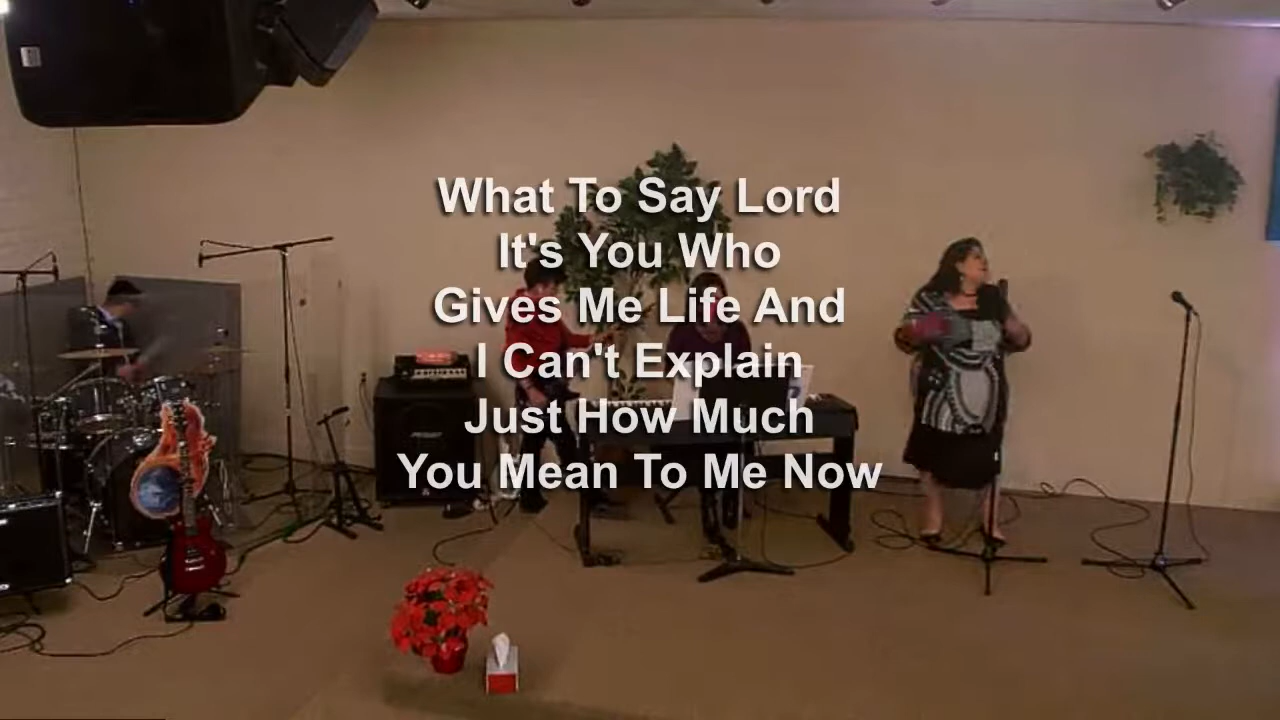 What To Say Lord
It's You Who
Gives Me Life And
I Can't Explain
Just How Much
You Mean To Me Now